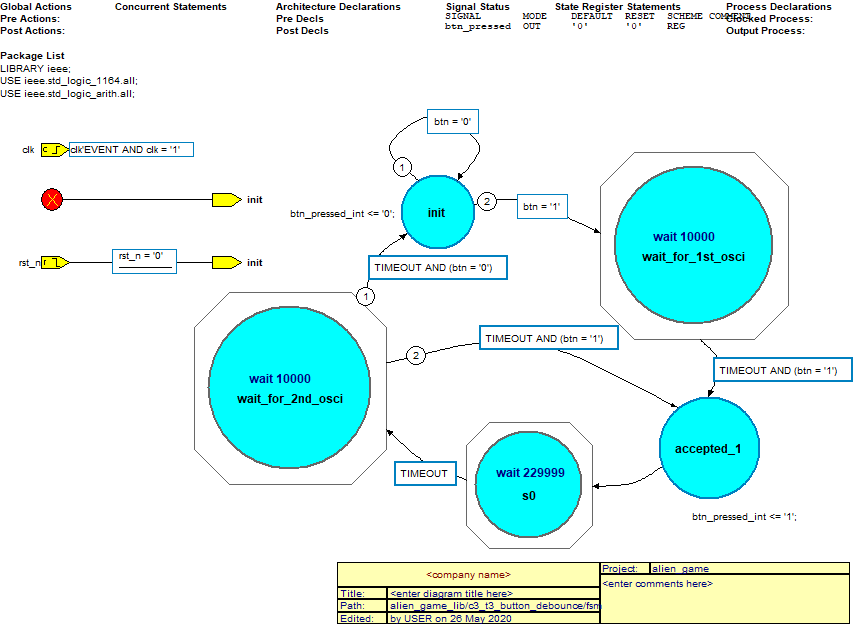 Global Actions
Pre Actions:
Post Actions:
Concurrent Statements
Architecture Declarations
Pre Decls
Post Decls
Signal Status
SIGNAL MODE DEFAULT RESET SCHEME COMMENT
btn_pressed OUT '0' '0' REG
State Register Statements
Process Declarations
Clocked Process:
Output Process:
Package List
LIBRARY ieee;
USE ieee.std_logic_1164.all;
USE ieee.std_logic_arith.all;
clk
c
clk'EVENT AND clk = '1'
init
rst_n
r
rst_n = '0'
init
btn = '0'
1
init
btn_pressed_int <= '0';
2
btn = '1'
wait 10000
wait_for_1st_osci
TIMEOUT AND (btn = '0')
1
TIMEOUT AND (btn = '1')
2
wait 10000
wait_for_2nd_osci
TIMEOUT AND (btn = '1')
accepted_1
btn_pressed_int <= '1';
TIMEOUT
wait 229999
s0
<company name>
Title: <enter diagram title here>
Path: alien_game_lib/c3_t3_button_debounce/fsm
Edited: by USER on 26 May 2020
Project: alien_game
<enter comments here>